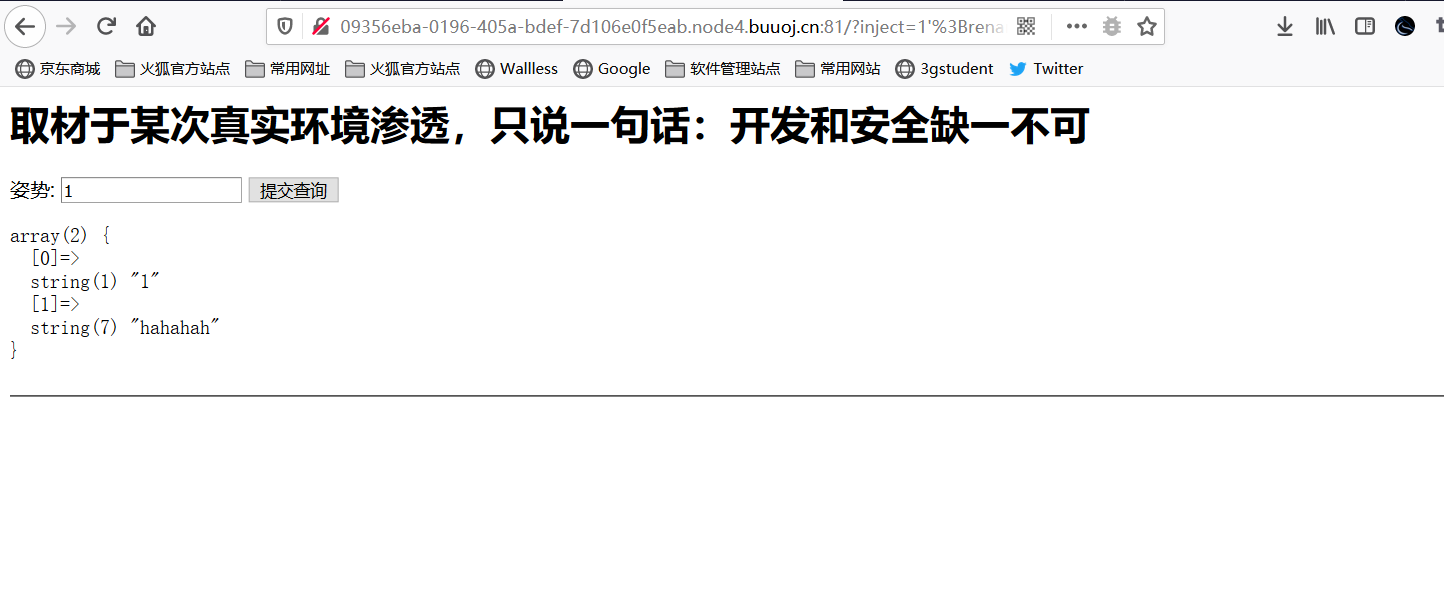 09356eba-0196-405a-bdef-7d106e0f5eab.node4.buuoj.cn:81/?inject=1'%3Brena
京东商城 火狐官方站点 常用网址 火狐官方站点 Wallless Google 软件管理站点 常用网站 3gstudent Twitter
取材于某次真实环境渗透，只说一句话：开发和安全缺一不可
姿势: 1 提交查询
array(2) {
  [0]=>
  string(1) "1"
  [1]=>
  string(7) "hahahah"
}